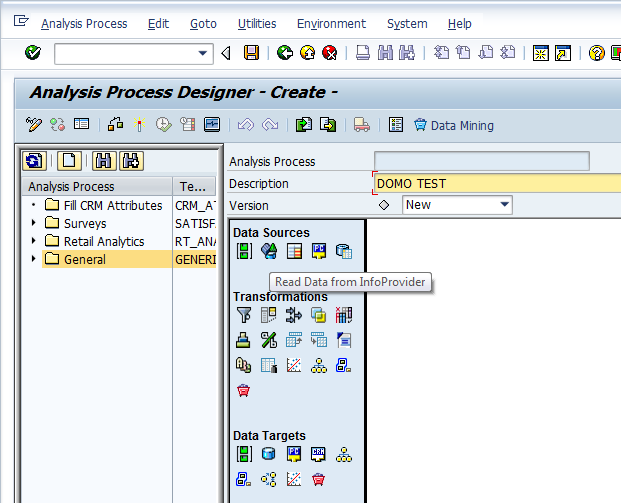 Analysis Process Edit Goto Utilities Environment System Help
Analysis Process Designer - Create -
Data Mining
Analysis Process
Description DOMO TEST
Version New
Analysis Process Te...
Fill CRM Attributes CRM_AT
Surveys SATISF
Retail Analytics RT_ANA
General GENERI
Data Sources
Read Data from InfoProvider
Transformations
Data Targets